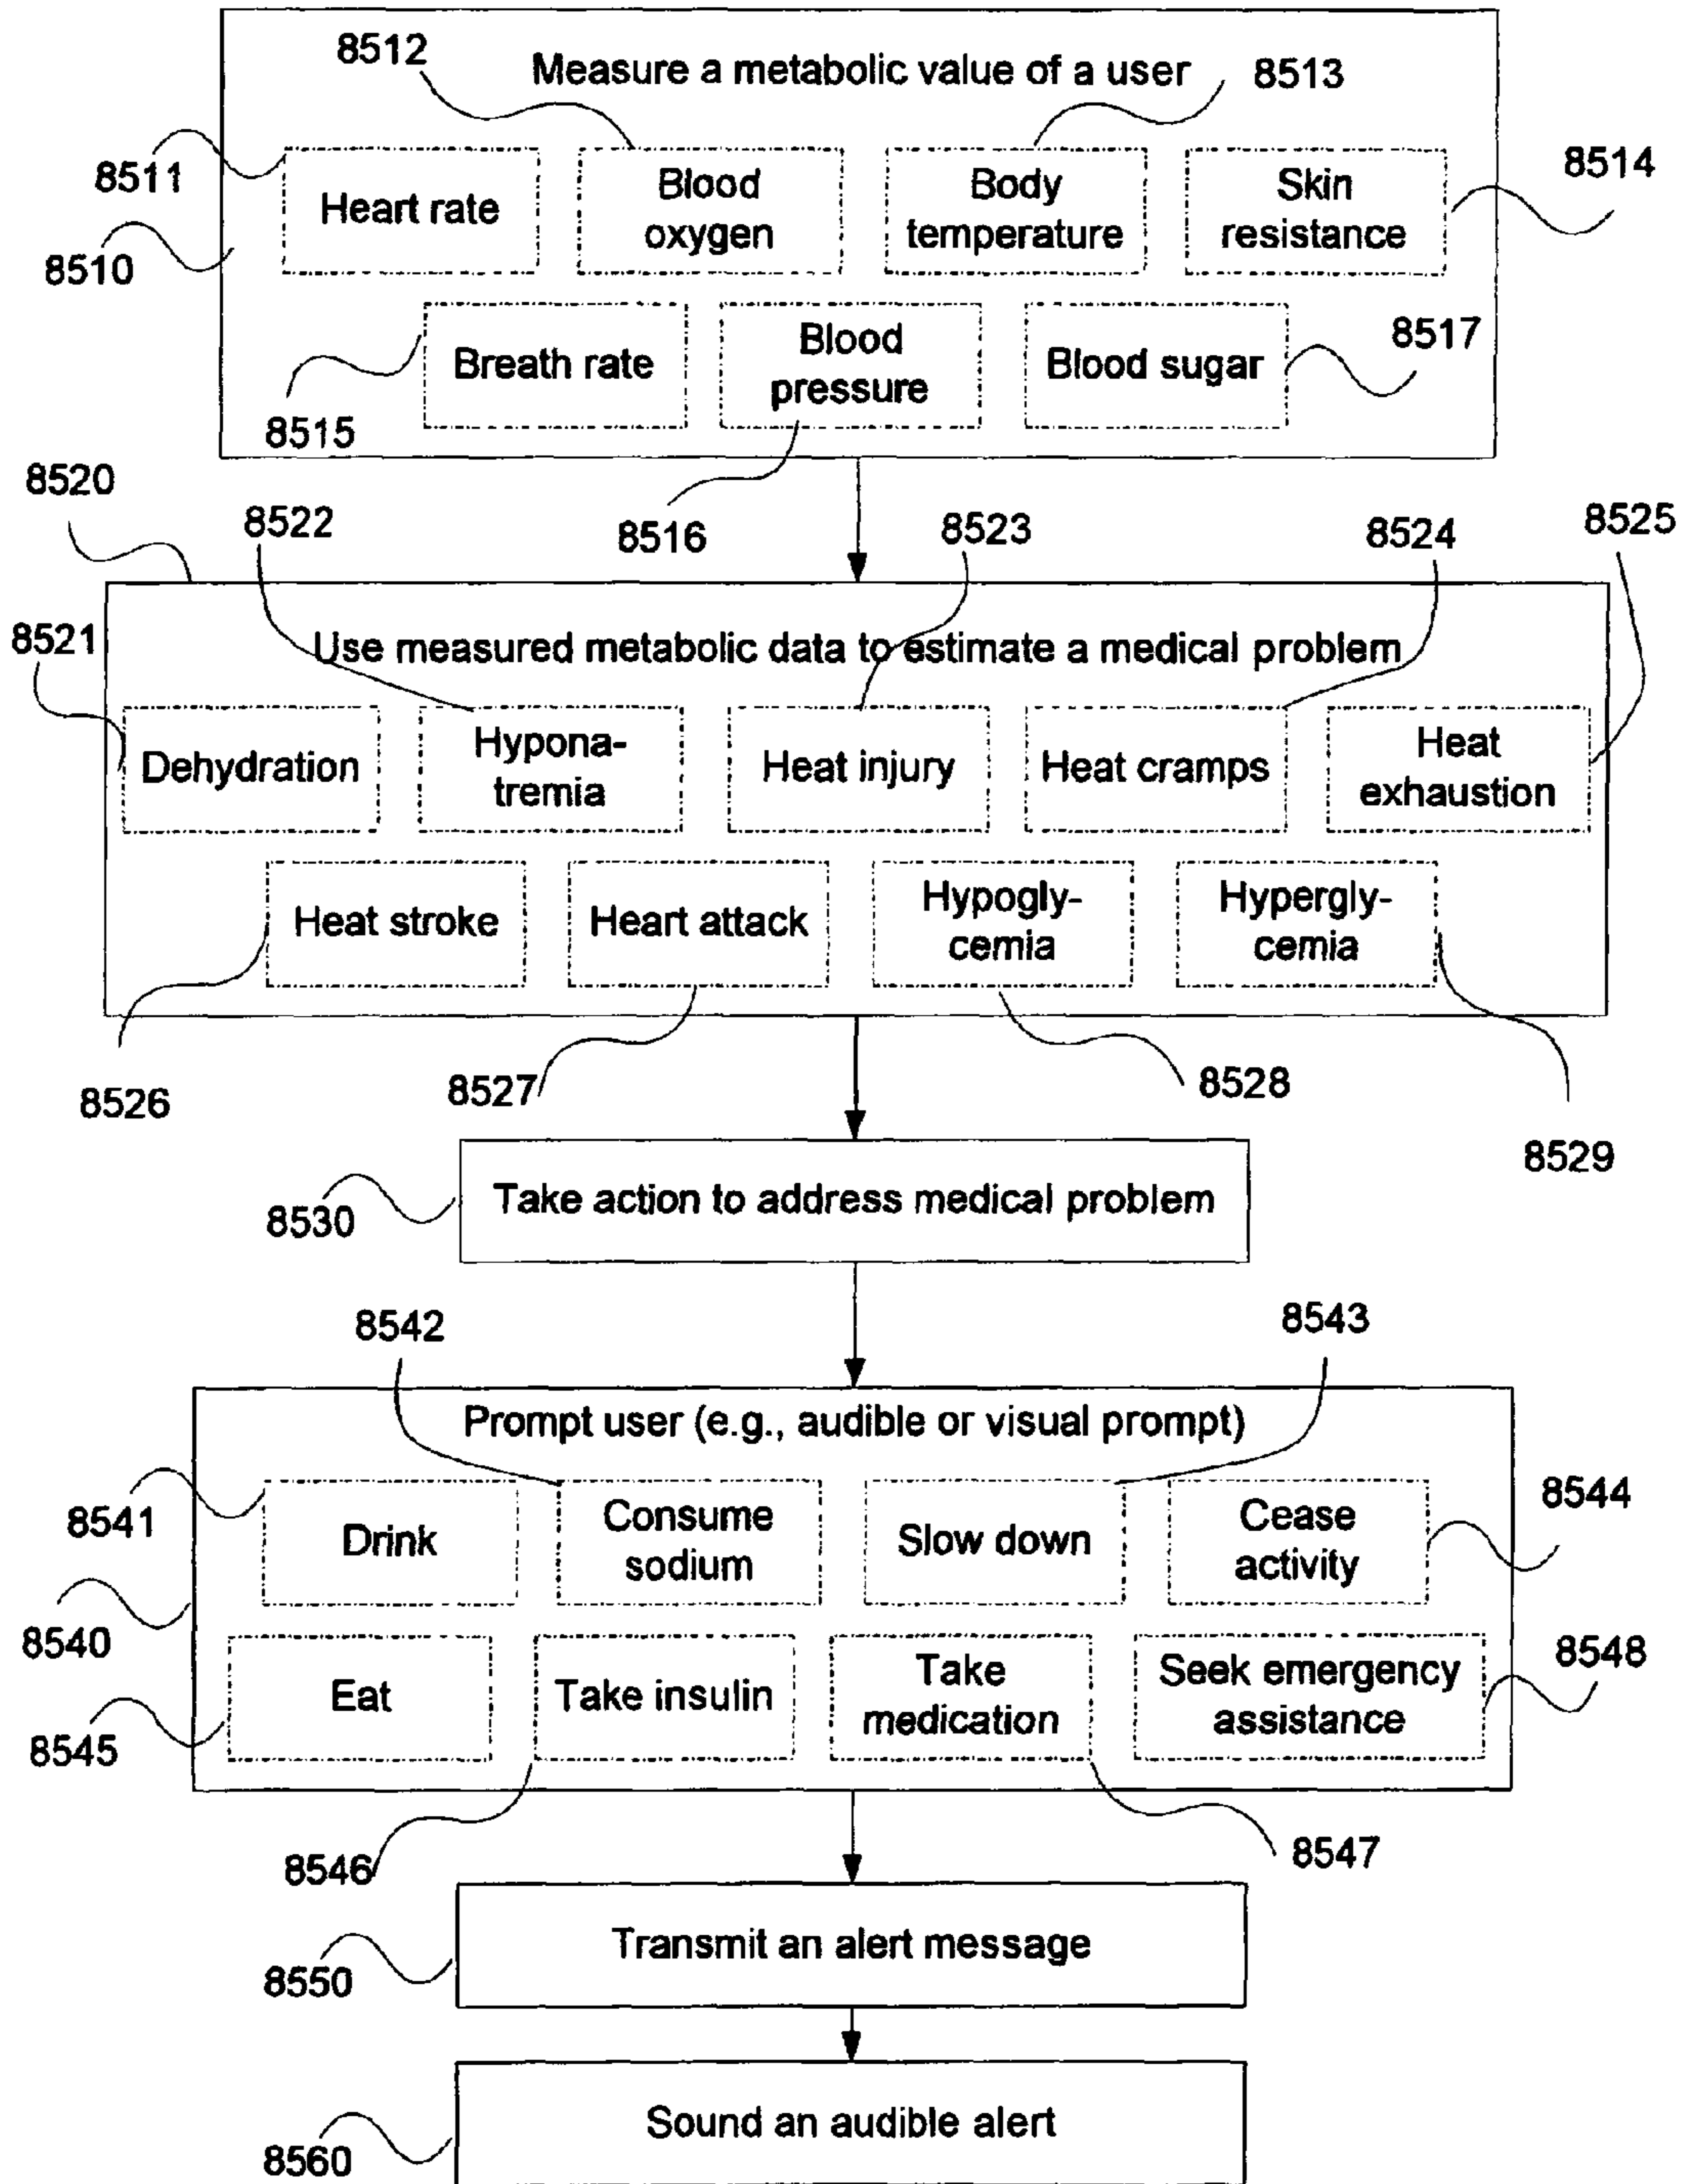 8512
Measure a metabolic value of a user
8513
8511
Heart rate
Blood
oxygen
Body
temperature
Skin
resistance
8514
8510
Breath rate
Blood
pressure
Blood sugar
8517
8515
8516
8520
8522
8523
8524
8525
8521
Use measured metabolic data to estimate a medical problem
Dehydration
Hypona-
tremia
Heat injury
Heat cramps
Heat
exhaustion
Heat stroke
Heart attack
Hypogly-
cemia
Hypergly-
cemia
8526
8527
8528
8529
8530
Take action to address medical problem
8542
8543
Prompt user (e.g., audible or visual prompt)
8541
Drink
Consume
sodium
Slow down
Cease
activity
8544
8540
Eat
Take insulin
Take
medication
Seek emergency
assistance
8548
8545
8546
8547
Transmit an alert message
8550
Sound an audible alert
8560